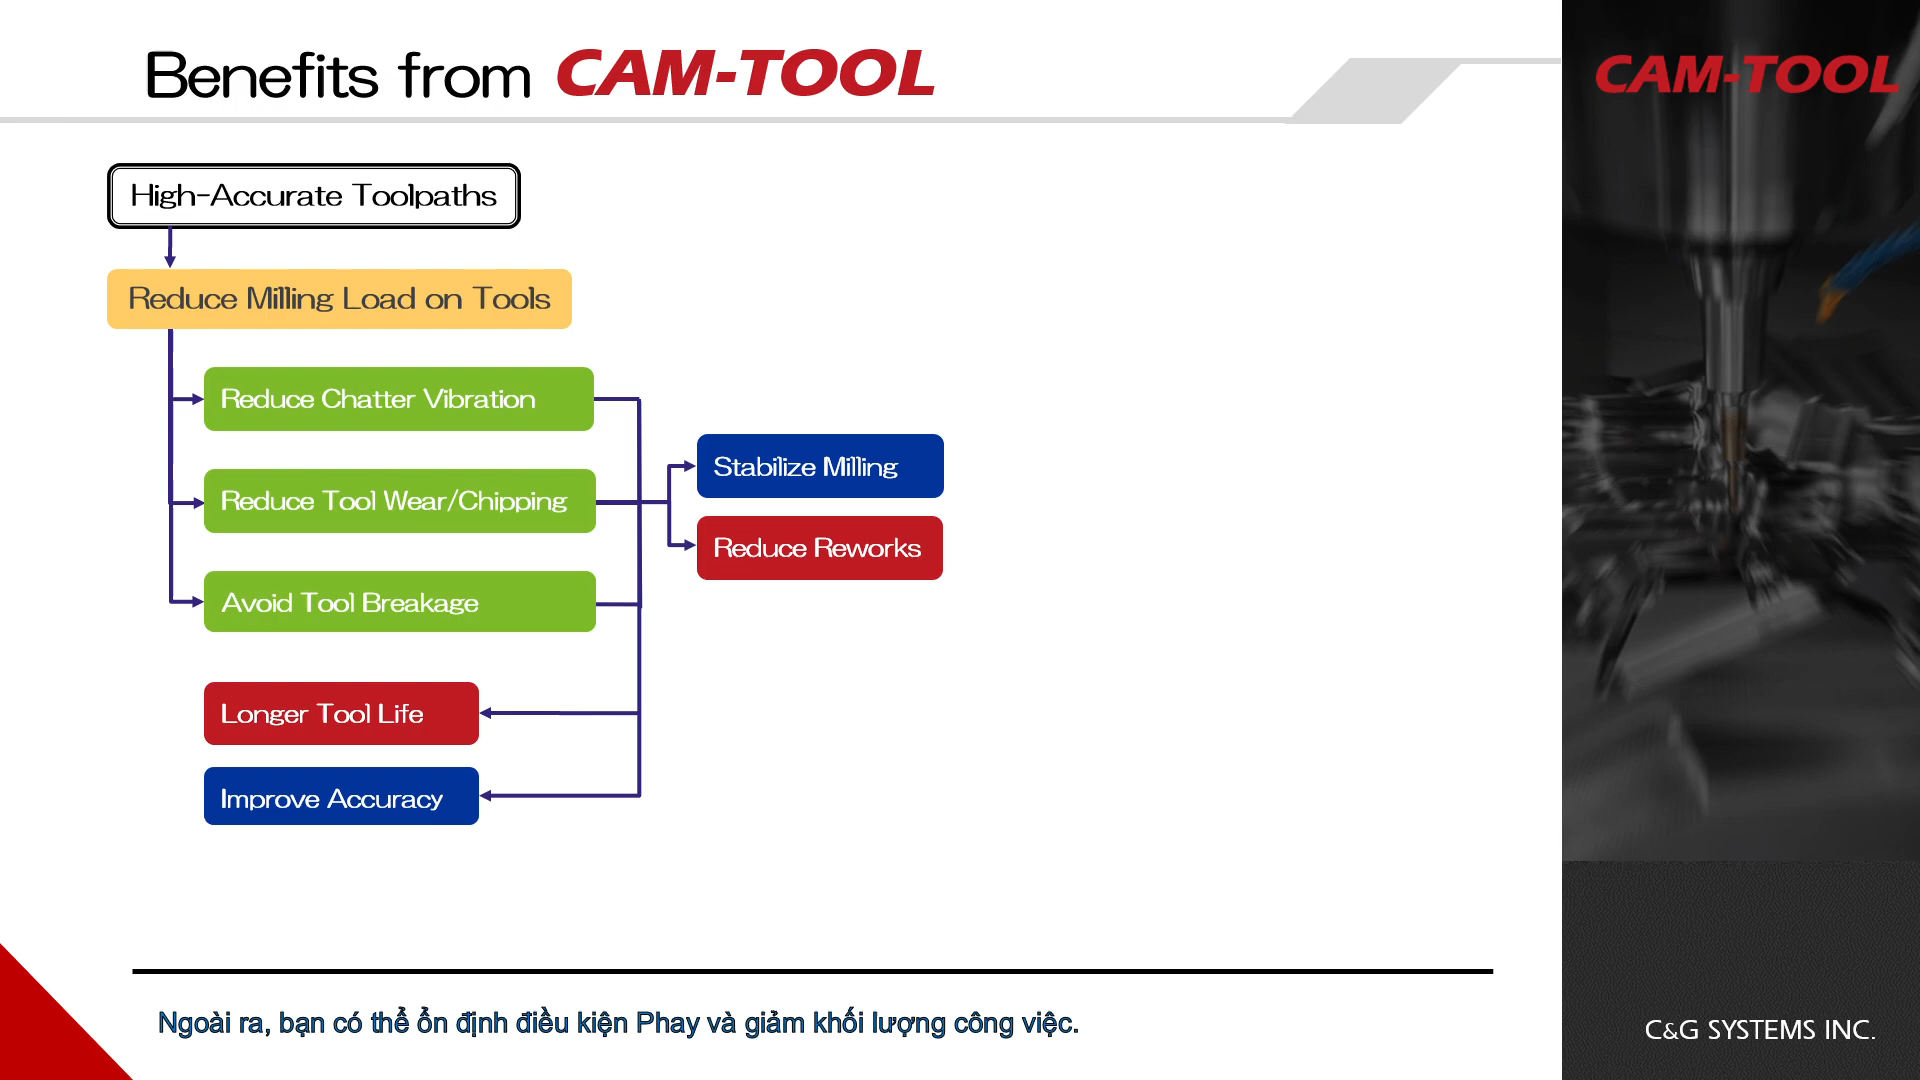 Benefits from CAM-TOOL
CAM-TOOL
High-Accurate Toolpaths
Reduce Milling Load on Tools
Reduce Chatter Vibration
Reduce Tool Wear/Chipping
Avoid Tool Breakage
Stabilize Milling
Reduce Reworks
Longer Tool Life
Improve Accuracy
Ngoài ra, bạn có thể ổn định điều kiện Phay và giảm khối lượng công việc.
C&G SYSTEMS INC.